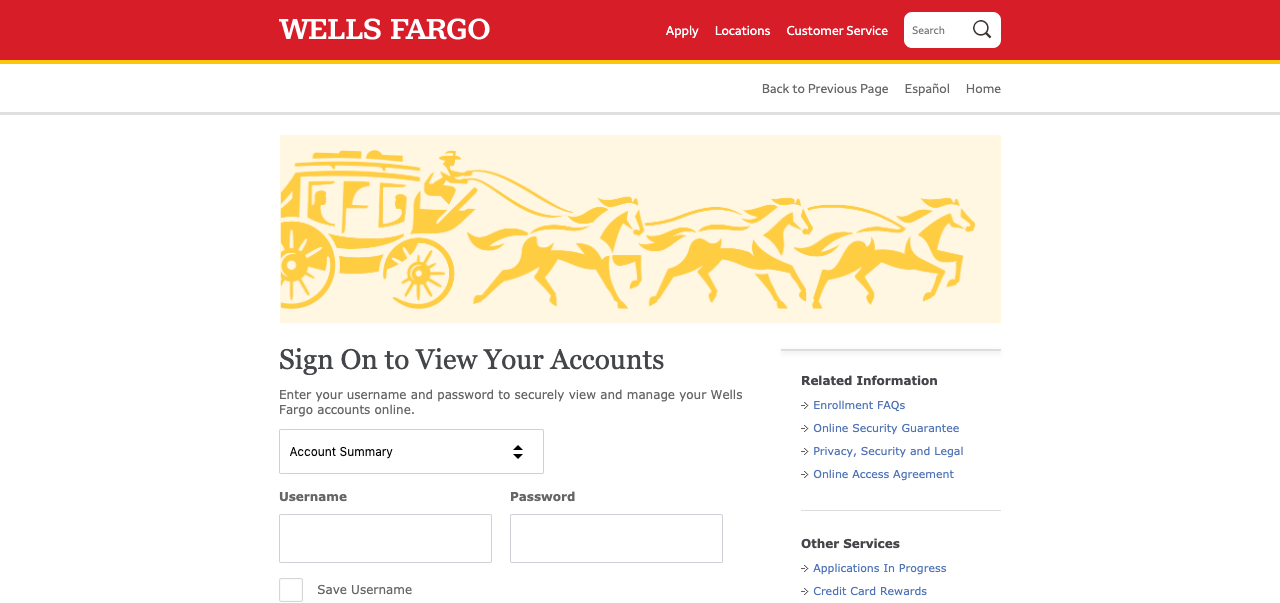 WELLS FARGO
Apply Locations Customer Service Search
Back to Previous Page Español Home
Sign On to View Your Accounts
Enter your username and password to securely view and manage your Wells
Fargo accounts online.
Account Summary
Username Password
Save Username
Related Information
Enrollment FAQs
Online Security Guarantee
Privacy, Security and Legal
Online Access Agreement
Other Services
Applications In Progress
Credit Card Rewards